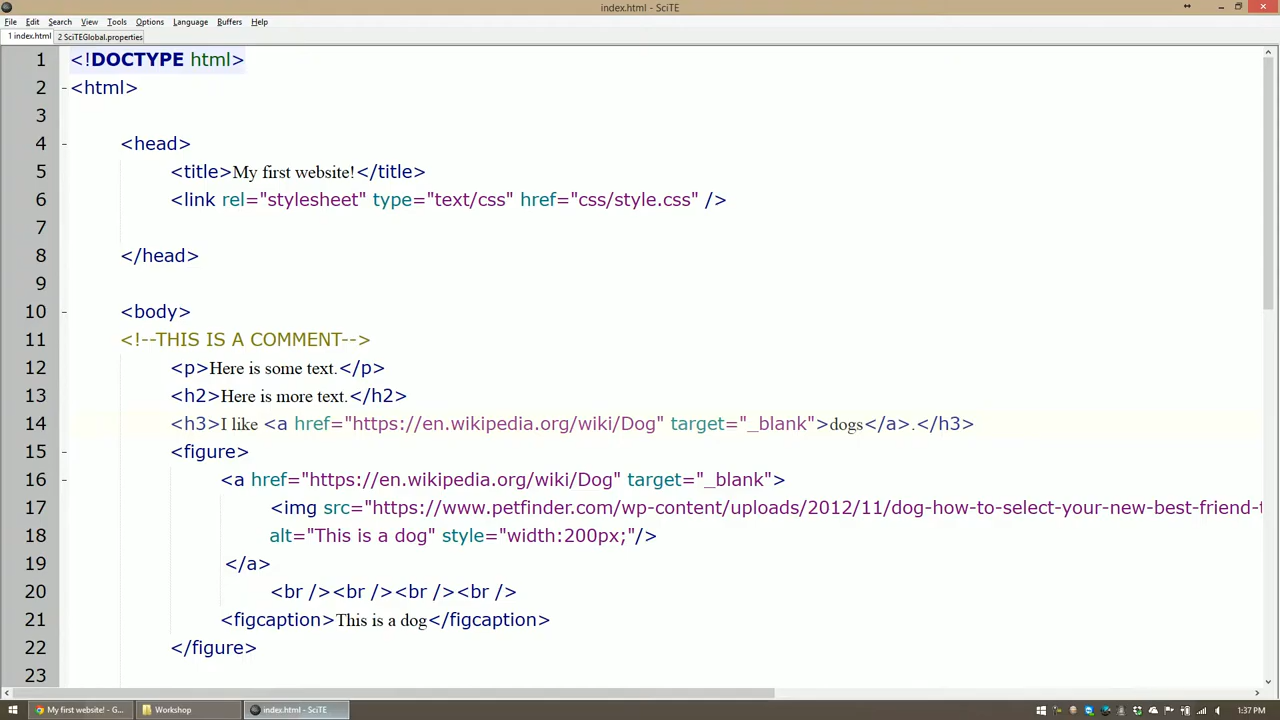 index.html - SciTE
File Edit Search View Tools Options Language Buffers Help
1 index.html 2 SciTEGlobal.properties
1 <!DOCTYPE html>
2 <html>
3
4 <head>
5 <title>My first website!</title>
6 <link rel="stylesheet" type="text/css" href="css/style.css" />
7
8 </head>
9
10 <body>
11 <!--THIS IS A COMMENT-->
12 <p>Here is some text.</p>
13 <h2>Here is more text.</h2>
14 <h3>I like <a href="https://en.wikipedia.org/wiki/Dog" target="_blank">dogs</a>.</h3>
15 <figure>
16 <a href="https://en.wikipedia.org/wiki/Dog" target="_blank">
17 <img src="https://www.petfinder.com/wp-content/uploads/2012/11/dog-how-to-select-your-new-best-friend-t
18 alt="This is a dog" style="width:200px;"/>
19 </a>
20 <br /><br /><br /><br />
21 <figcaption>This is a dog</figcaption>
22 </figure>
23
My first website! - G... Workshop index.html - SciTE 1:37 PM